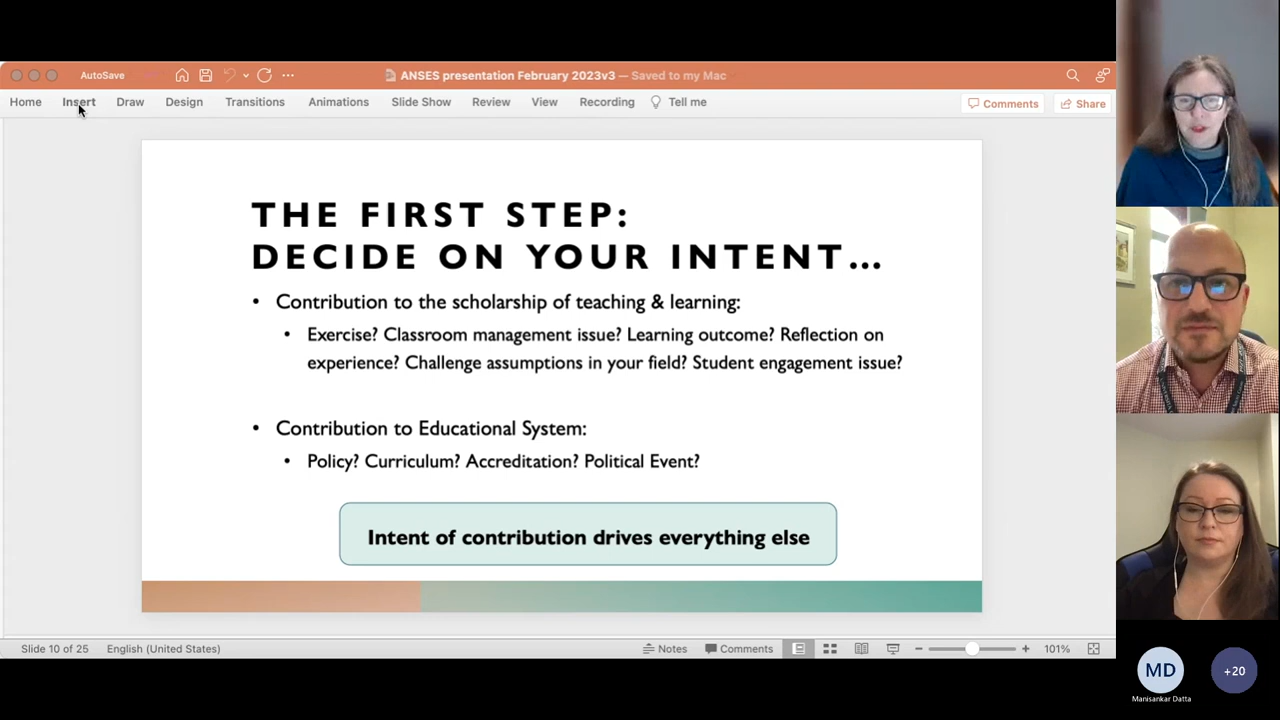 AutoSave
ANSES presentation February 2023v3 — Saved to my Mac
Home Insert Draw Design Transitions Animations Slide Show Review View Recording Tell me Comments Share
THE FIRST STEP:
DECIDE ON YOUR INTENT...
• Contribution to the scholarship of teaching & learning:
• Exercise? Classroom management issue? Learning outcome? Reflection on
experience? Challenge assumptions in your field? Student engagement issue?
• Contribution to Educational System:
• Policy? Curriculum? Accreditation? Political Event?
Intent of contribution drives everything else
Slide 10 of 25 English (United States) Notes Comments 101%
MD
Manisankar Datta
+20